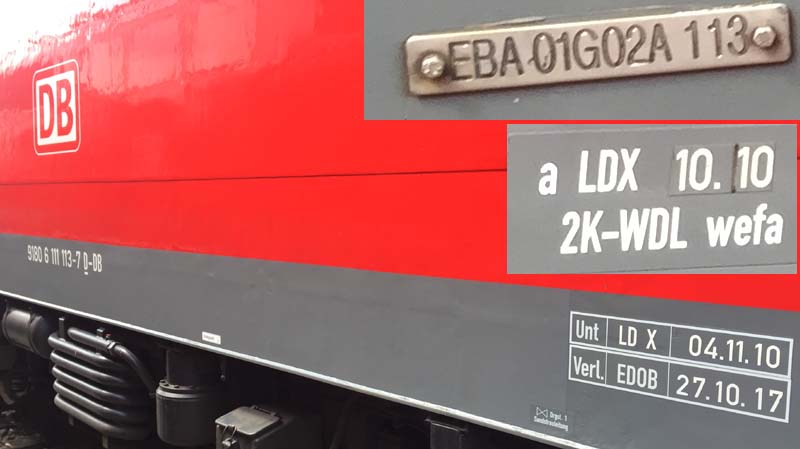 EBA 01G02A 113
DB
a LDX 10.10
2K-WDL wefa
9180 6 111 113-7 D-DB
Unt LD X 04.11.10
Verl. EDOB 27.10.17